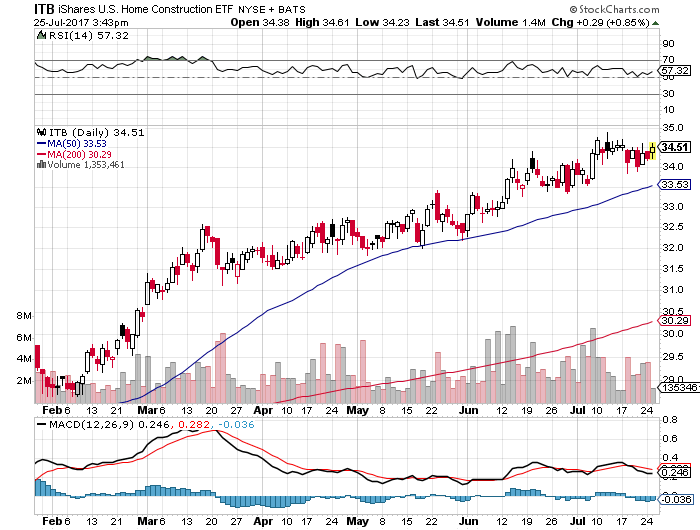 ITB iShares U.S. Home Construction ETF NYSE + BATS © StockCharts.com
25-Jul-2017 3:43pm Open 34.38 High 34.61 Low 34.23 Last 34.51 Volume 1.4M Chg +0.29 (+0.85%)
RSI(14) 57.32
90
70
57.32
50
30
10
ITB (Daily) 34.51
MA(50) 33.53
MA(200) 30.29
Volume 1,353,461
35.0
34.51
33.53
33.0
32.5
32.0
31.5
31.0
30.5
30.29
30.0
29.5
29.0
135346
8M
6M
4M
2M
Feb 6 13 21 Mar 6 13 20 27 Apr 10 17 24 May 8 15 22 Jun 12 19 26 Jul 10 17 24
MACD(12,26,9) 0.246, 0.282, -0.036
0.6
0.4
0.246
0.2
-0.036
Feb 6 13 21 Mar 6 13 20 27 Apr 10 17 24 May 8 15 22 Jun 12 19 26 Jul 10 17 24